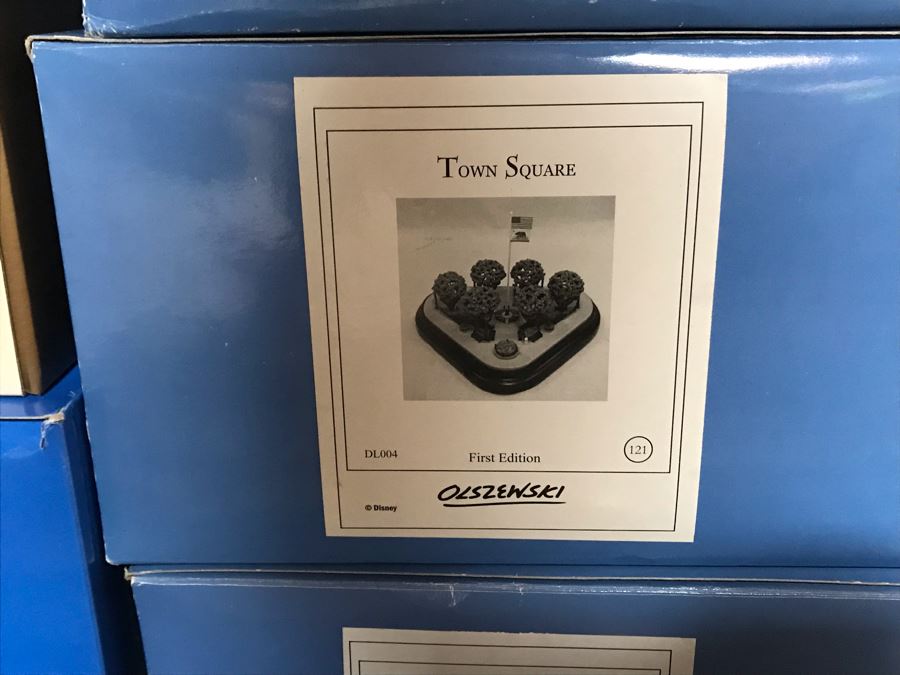 Town Square
DL004
First Edition
121
OLSZEWSKI
© Disney